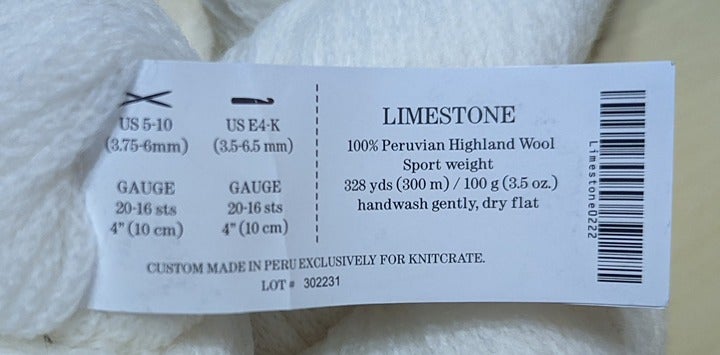 US 5-10
(3.75-6mm)
GAUGE
20-16 sts
4" (10 cm)
US E4-K
(3.5-6.5 mm)
GAUGE
20-16 sts
4" (10 cm)
LIMESTONE
100% Peruvian Highland Wool
Sport weight
328 yds (300 m) / 100 g (3.5 oz.)
handwash gently, dry flat
Limestone0222
CUSTOM MADE IN PERU EXCLUSIVELY FOR KNITCRATE.
LOT # 302231